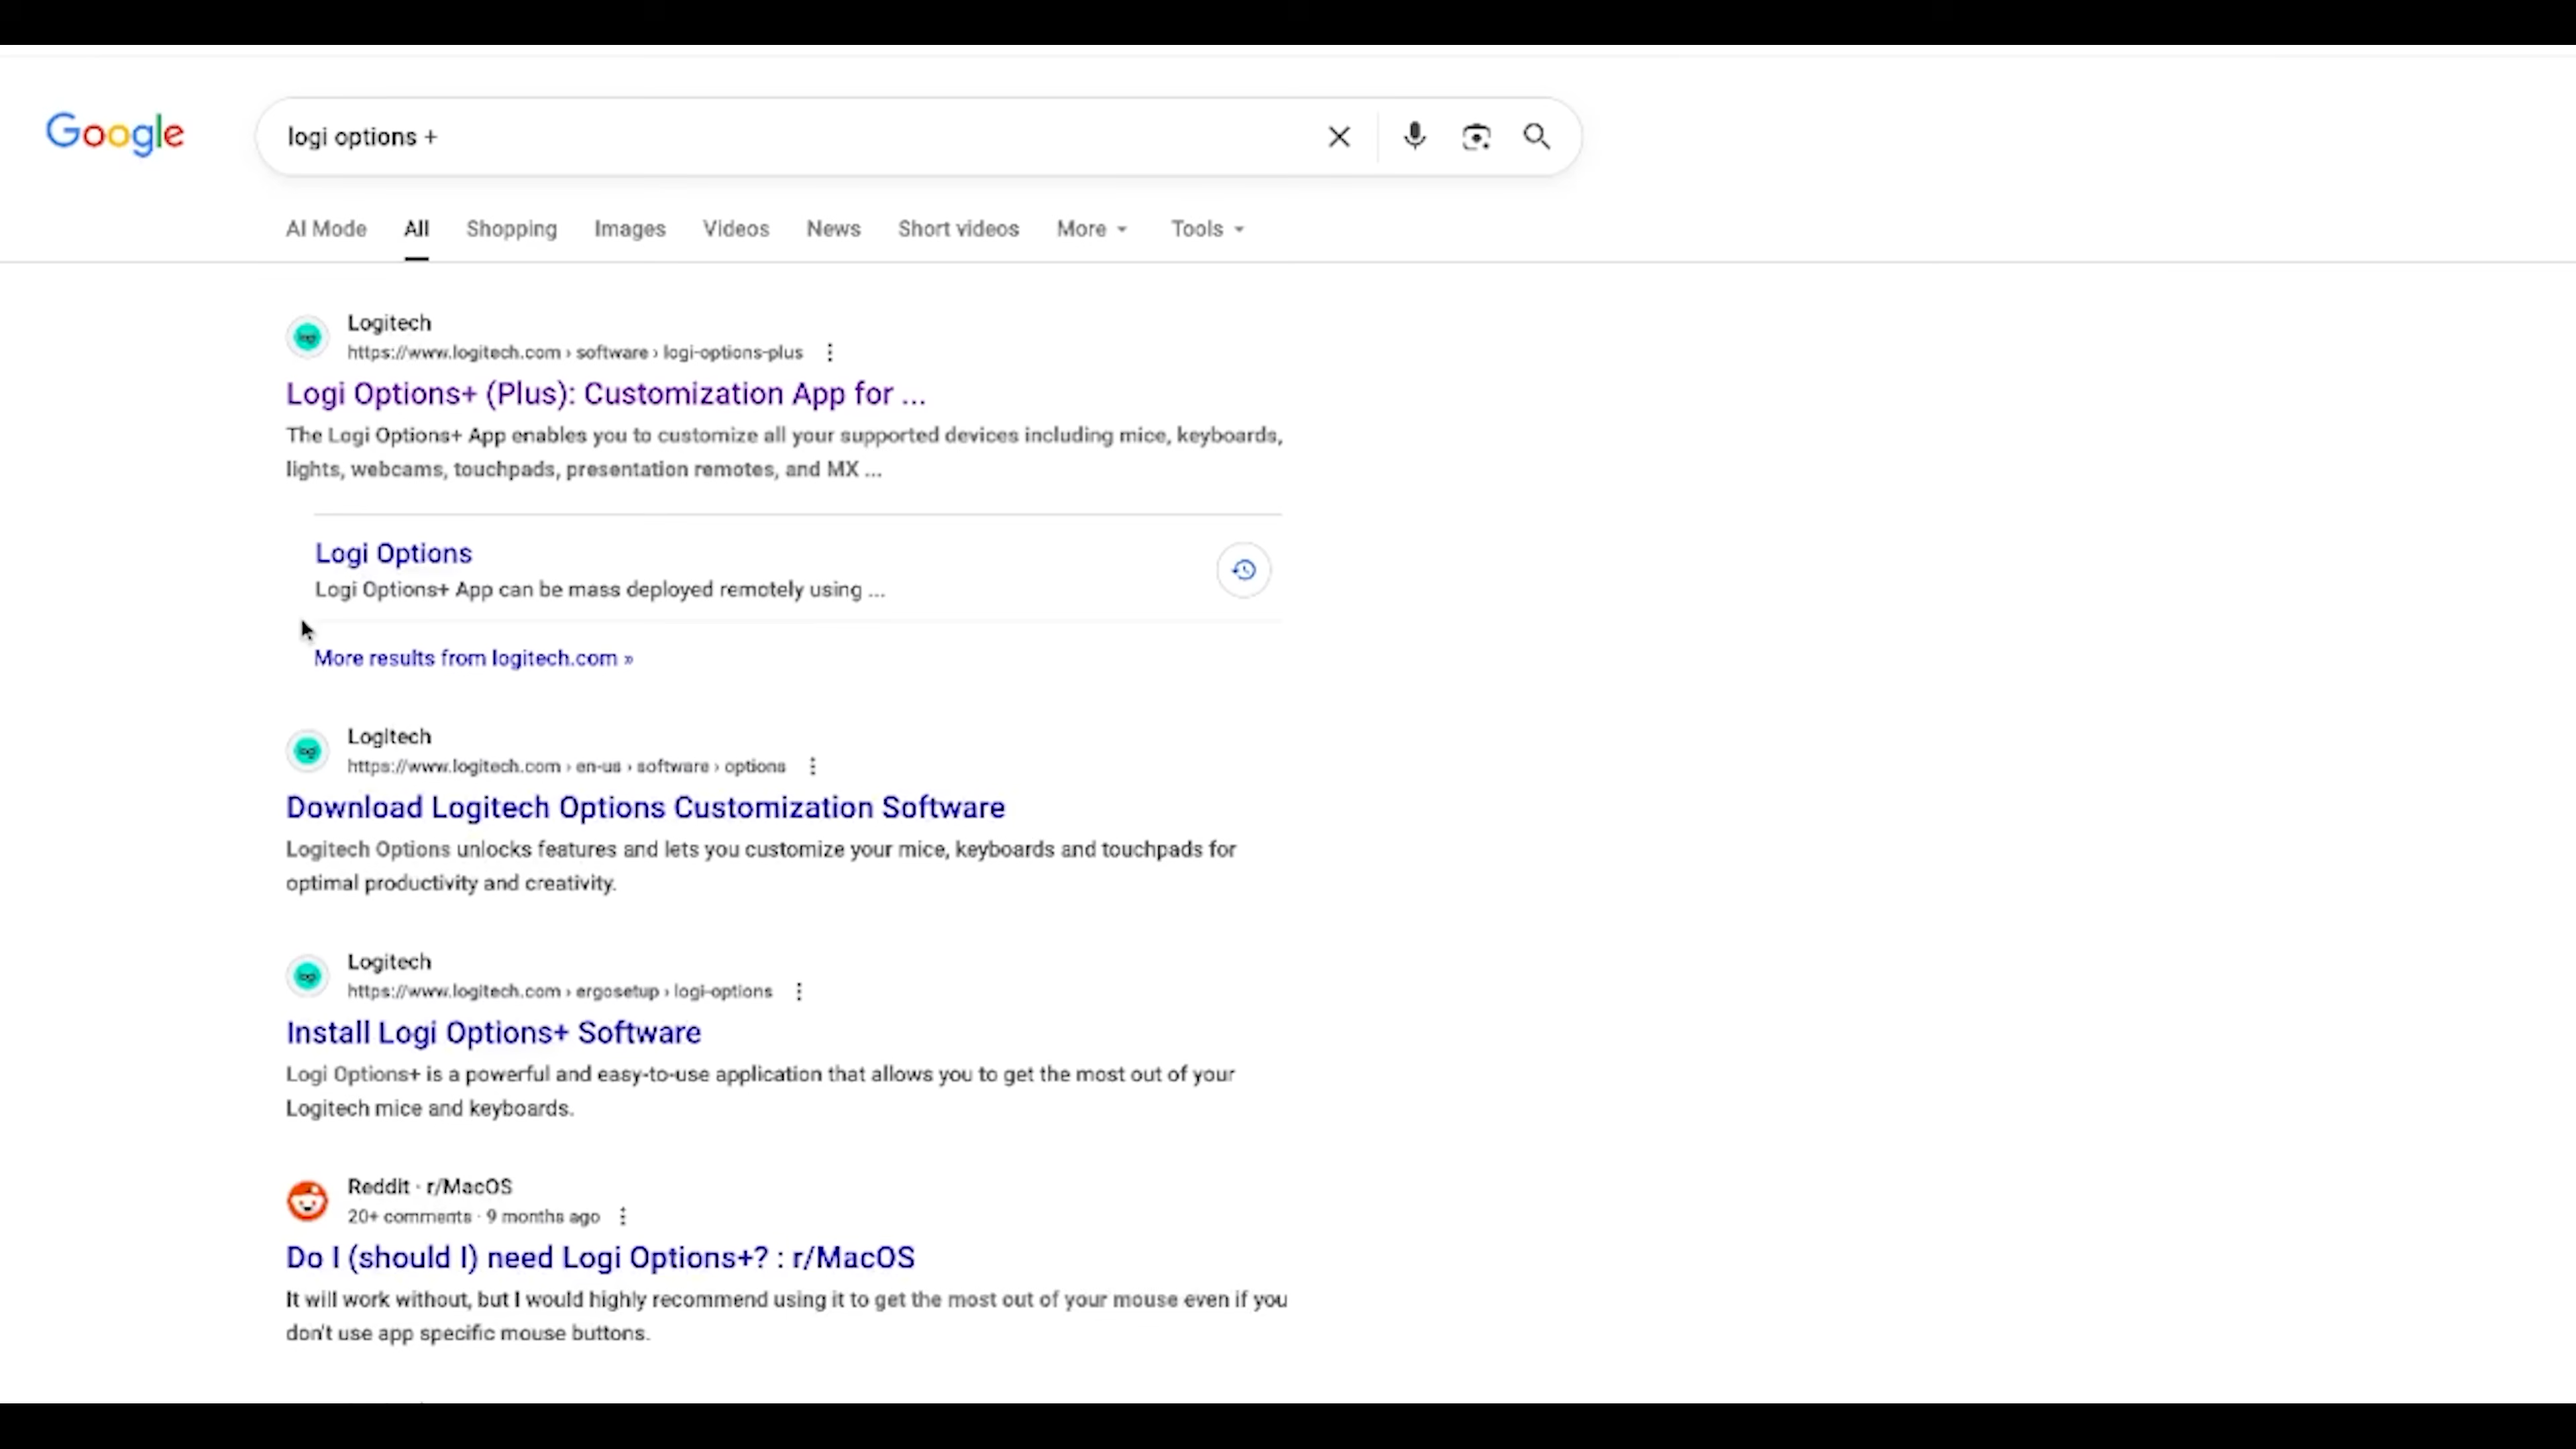 Google
logi options +
AI Mode All Shopping Images Videos News Short videos More Tools
Logitech
https://www.logitech.com › software › logi-options-plus
Logi Options+ (Plus): Customization App for ...
The Logi Options+ App enables you to customize all your supported devices including mice, keyboards,
lights, webcams, touchpads, presentation remotes, and MX ...
Logi Options
Logi Options+ App can be mass deployed remotely using ...
More results from logitech.com »
Logitech
https://www.logitech.com › en-us › software › options
Download Logitech Options Customization Software
Logitech Options unlocks features and lets you customize your mice, keyboards and touchpads for
optimal productivity and creativity.
Logitech
https://www.logitech.com › ergosetup › logi-options
Install Logi Options+ Software
Logi Options+ is a powerful and easy-to-use application that allows you to get the most out of your
Logitech mice and keyboards.
Reddit · r/MacOS
20+ comments · 9 months ago
Do I (should I) need Logi Options+? : r/MacOS
It will work without, but I would highly recommend using it to get the most out of your mouse even if you
don't use app specific mouse buttons.